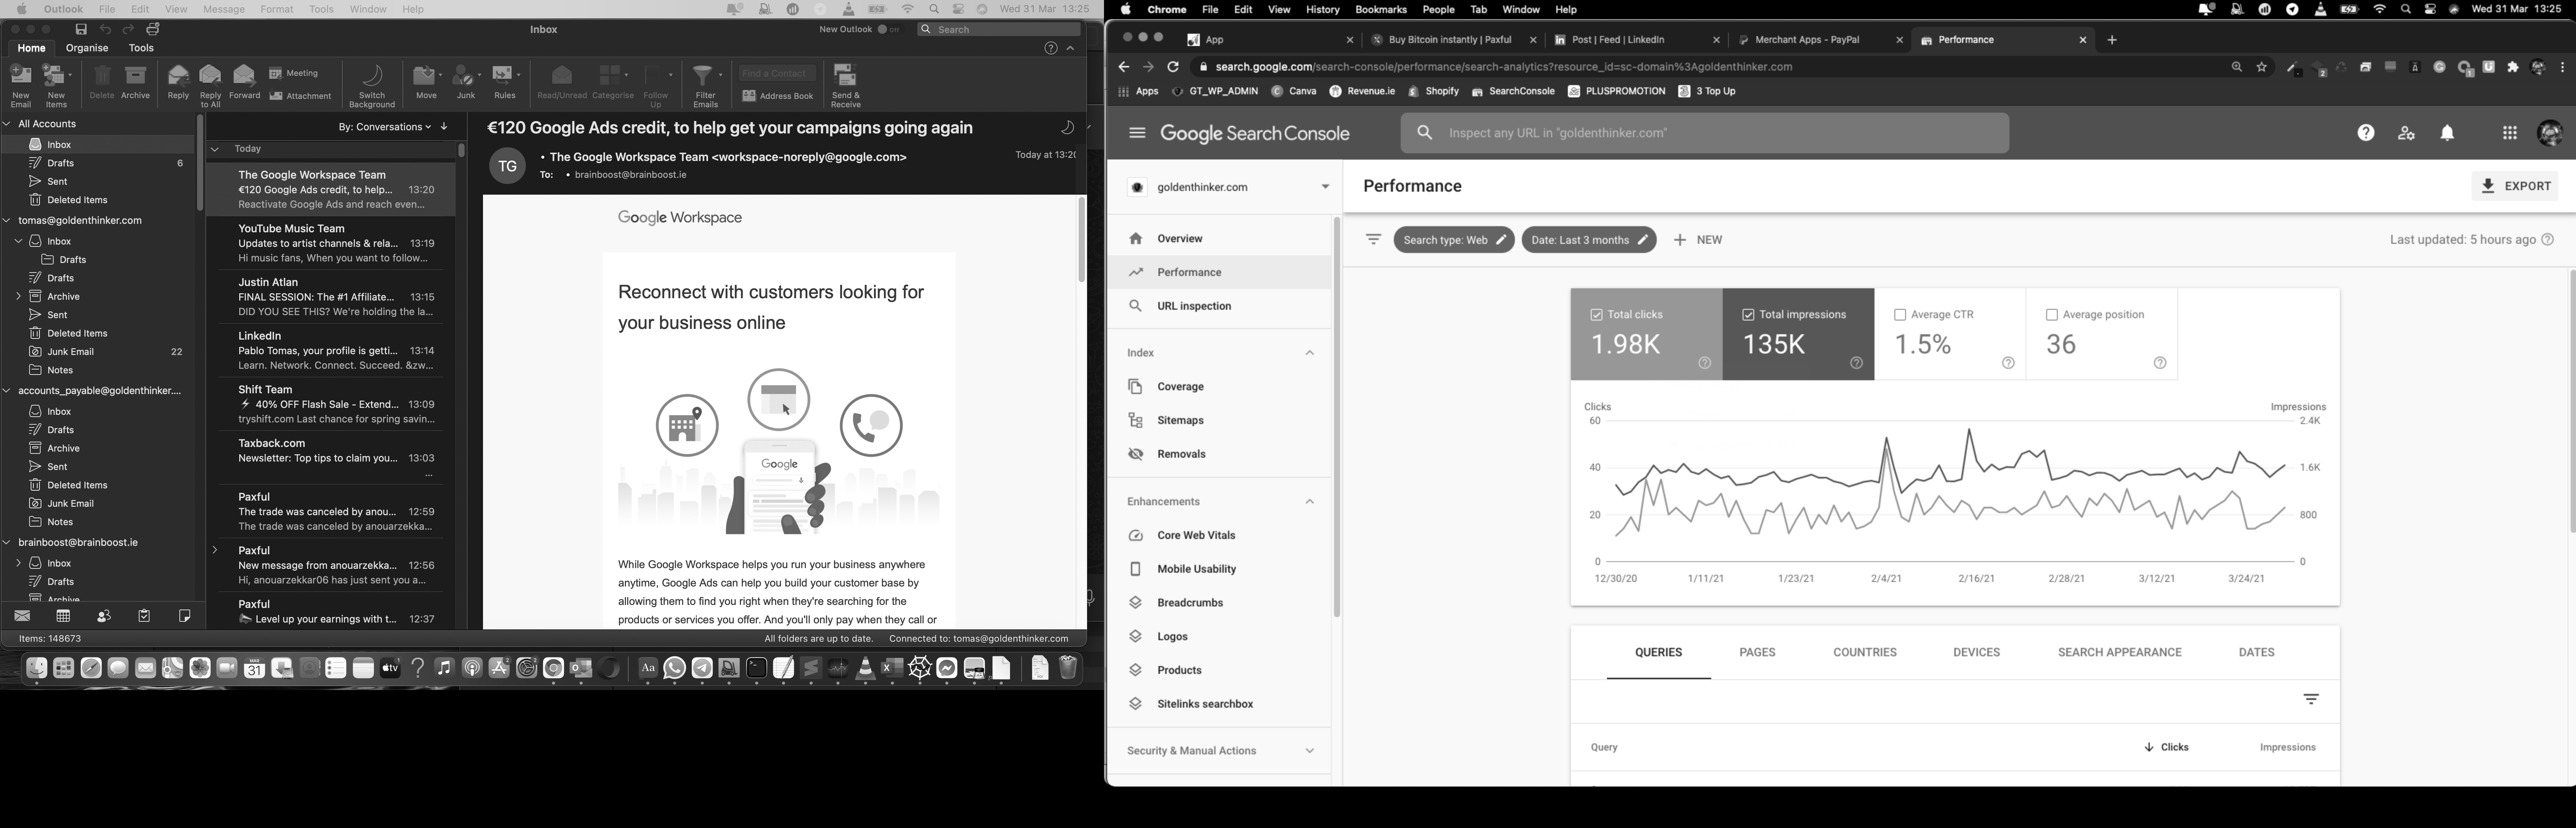 Outlook File Edit View Message Format Tools Window Help
Wed 31 Mar 13:25
Inbox
New Outlook
Search
Home Organise Tools
New Email
New Items
Delete
Archive
Reply
Reply to All
Forward
Meeting
Attachment
Switch Background
Move
Junk
Rules
Read/Unread
Categorise
Follow Up
Filter Emails
Find a Contact
Address Book
Send & Receive
All Accounts
Inbox
Drafts 6
Sent
Deleted Items
tomas@goldenthinker.com
Inbox
Drafts
Drafts
Archive
Sent
Deleted Items
Junk Email 22
Notes
accounts_payable@goldenthinker....
Inbox
Drafts
Archive
Sent
Deleted Items
Junk Email
Notes
brainboost@brainboost.ie
Inbox
Drafts
Archive
By: Conversations
Today
The Google Workspace Team
€120 Google Ads credit, to help... 13:20
Reactivate Google Ads and reach even...
YouTube Music Team
Updates to artist channels & rela... 13:19
Hi music fans, When you want to follow...
Justin Atlan
FINAL SESSION: The #1 Affiliate... 13:15
DID YOU SEE THIS? We're holding the la...
LinkedIn
Pablo Tomas, your profile is getti... 13:14
Learn. Network. Connect. Succeed. &zw...
Shift Team
⚡ 40% OFF Flash Sale - Extend... 13:09
tryshift.com Last chance for spring savin...
Taxback.com
Newsletter: Top tips to claim you... 13:03
...
Paxful
The trade was canceled by anou... 12:59
The trade was canceled by anouarzekka...
Paxful
New message from anouarzekka... 12:56
Hi, anouarzekkar06 has just sent you a...
Paxful
Level up your earnings with t... 12:37
€120 Google Ads credit, to help get your campaigns going again
TG
• The Google Workspace Team <workspace-noreply@google.com>
Today at 13:20
To: • brainboost@brainboost.ie
Google Workspace
Reconnect with customers looking for
your business online
Google
While Google Workspace helps you run your business anywhere
anytime, Google Ads can help you build your customer base by
allowing them to find you right when they're searching for the
products or services you offer. And you'll only pay when they call or
Items: 148673
All folders are up to date.
Connected to: tomas@goldenthinker.com
MAR
31
tv
Aa
Chrome File Edit View History Bookmarks People Tab Window Help
Wed 31 Mar 13:25
App
Buy Bitcoin instantly | Paxful
Post | Feed | LinkedIn
Merchant Apps - PayPal
Performance
search.google.com/search-console/performance/search-analytics?resource_id=sc-domain%3Agoldenthinker.com
Apps
GT_WP_ADMIN
Canva
Revenue.ie
Shopify
SearchConsole
PLUSPROMOTION
3 Top Up
Google Search Console
Inspect any URL in "goldenthinker.com"
goldenthinker.com
Overview
Performance
URL inspection
Index
Coverage
Sitemaps
Removals
Enhancements
Core Web Vitals
Mobile Usability
Breadcrumbs
Logos
Products
Sitelinks searchbox
Security & Manual Actions
Performance
EXPORT
Search type: Web
Date: Last 3 months
NEW
Last updated: 5 hours ago
Total clicks
1.98K
Total impressions
135K
Average CTR
1.5%
Average position
36
Clicks
Impressions
60 2.4K
40 1.6K
20 800
0 0
12/30/20 1/11/21 1/23/21 2/4/21 2/16/21 2/28/21 3/12/21 3/24/21
QUERIES PAGES COUNTRIES DEVICES SEARCH APPEARANCE DATES
Query
Clicks
Impressions